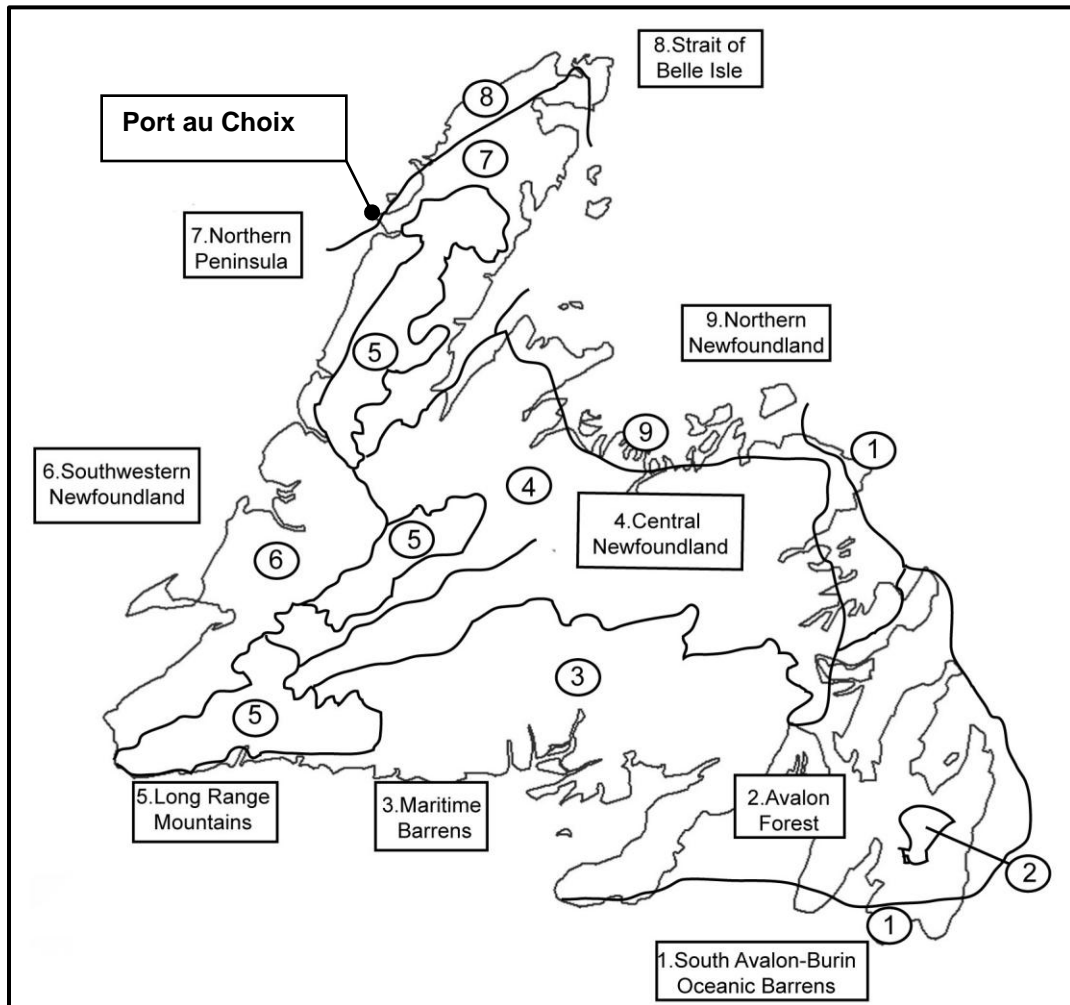 8.Strait of
Belle Isle
8
Port au Choix
7
7.Northern
Peninsula
5
9.Northern
Newfoundland
9
1
6.Southwestern
Newfoundland
4
4.Central
Newfoundland
5
6
3
5
5.Long Range
Mountains
3.Maritime
Barrens
2.Avalon
Forest
2
1
1.South Avalon-Burin
Oceanic Barrens